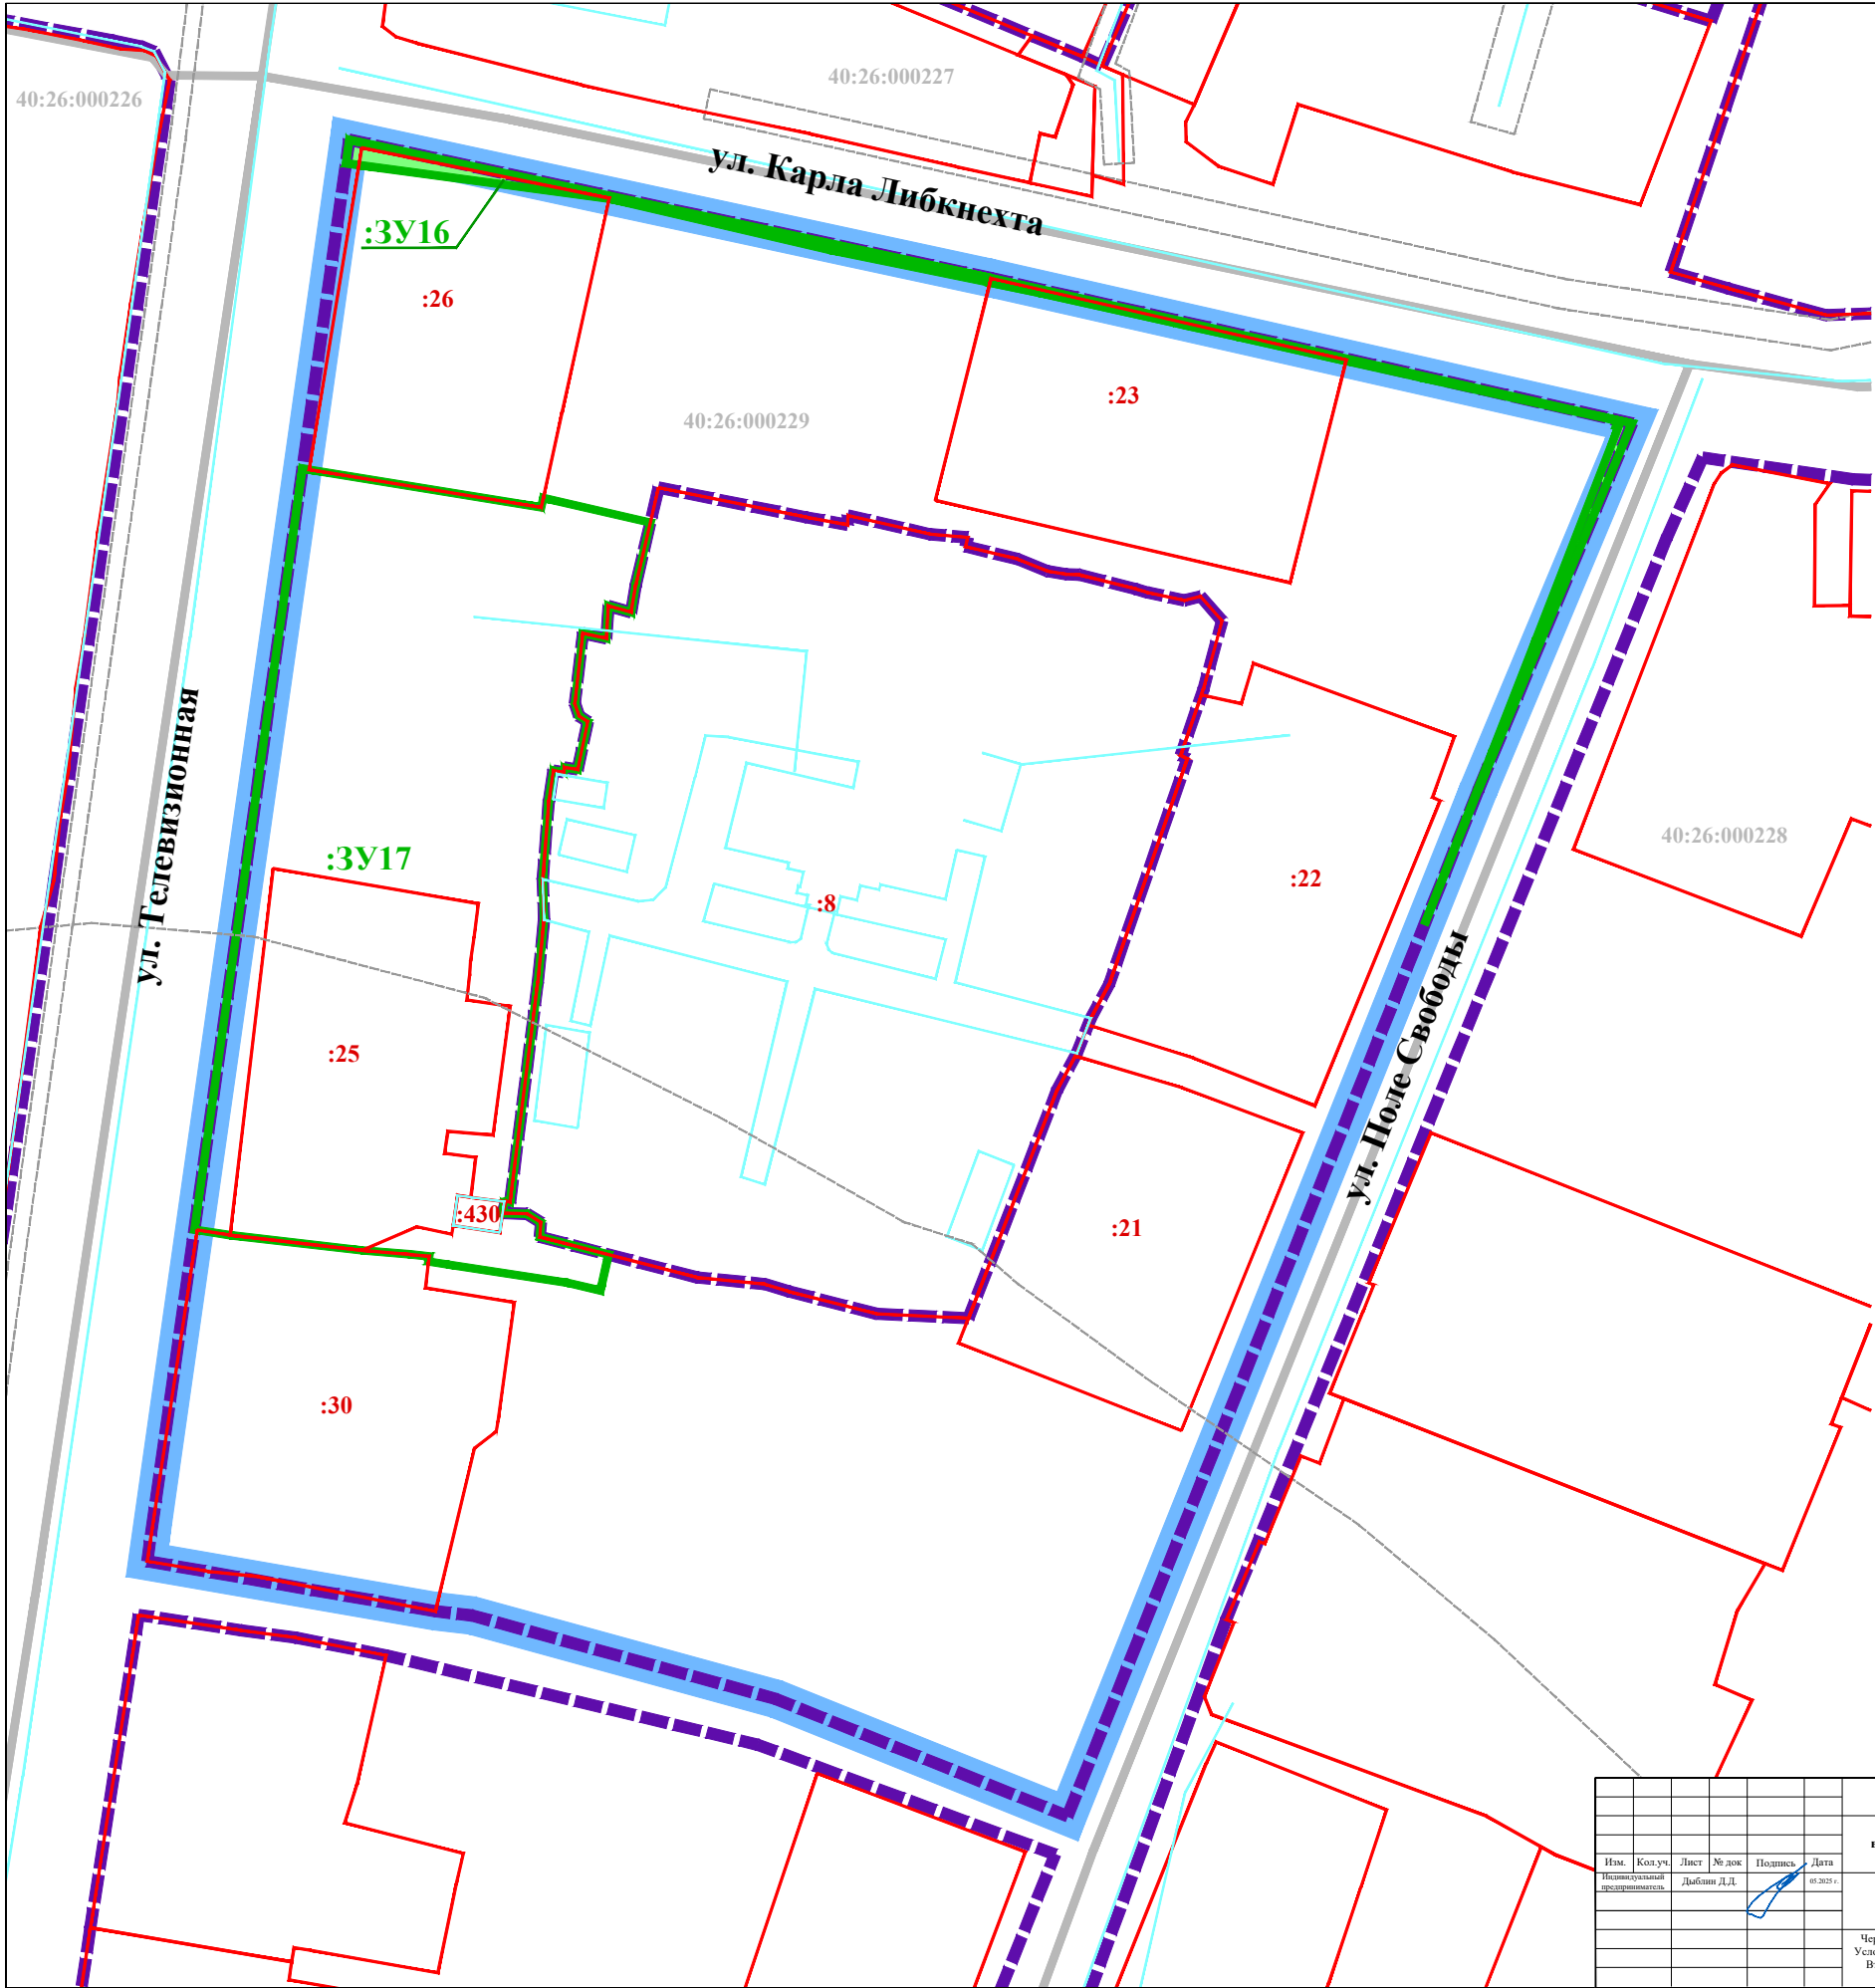 40:26:000227
40:26:000226
ул. Карла Либкнехта
:ЗУ16
:26
:23
40:26:000229
ул. Телевизионная
40:26:000228
:ЗУ17
:22
:8
ул. Поле Свободы
:25
:430
:21
:30
Изм. Кол.уч. Лист № док Подпись Дата
Индивидуальный предприниматель Дыблин Д.Д. 05.2025 г.